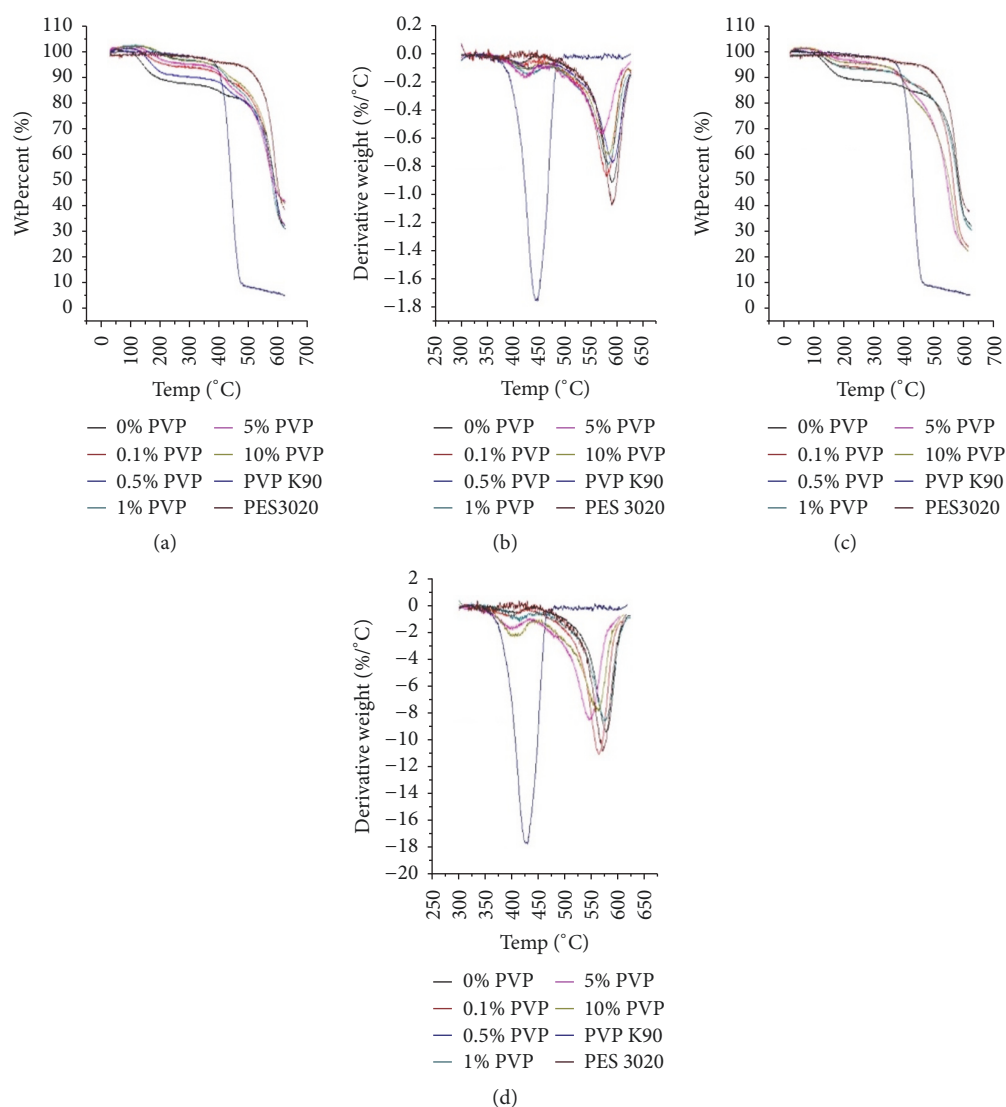 110
100
90
80
70
60
50
40
30
20
10
0
WtPercent (%)
0
100
200
300
400
500
600
700
Temp (°C)
0% PVP
5% PVP
0.1% PVP
10% PVP
0.5% PVP
PVP K90
1% PVP
PES3020
(a)
0.2
0.0
−0.2
−0.4
−0.6
−0.8
−1.0
−1.2
−1.4
−1.6
−1.8
Derivative weight (%/°C)
250
300
350
400
450
500
550
600
650
Temp (°C)
0% PVP
5% PVP
0.1% PVP
10% PVP
0.5% PVP
PVP K90
1% PVP
PES 3020
(b)
110
100
90
80
70
60
50
40
30
20
10
0
WtPercent (%)
0
100
200
300
400
500
600
700
Temp (°C)
0% PVP
5% PVP
0.1% PVP
10% PVP
0.5% PVP
PVP K90
1% PVP
PES3020
(c)
2
0
−2
−4
−6
−8
−10
−12
−14
−16
−18
−20
Derivative weight (%/°C)
250
300
350
400
450
500
550
600
650
Temp (°C)
0% PVP
5% PVP
0.1% PVP
10% PVP
0.5% PVP
PVP K90
1% PVP
PES 3020
(d)